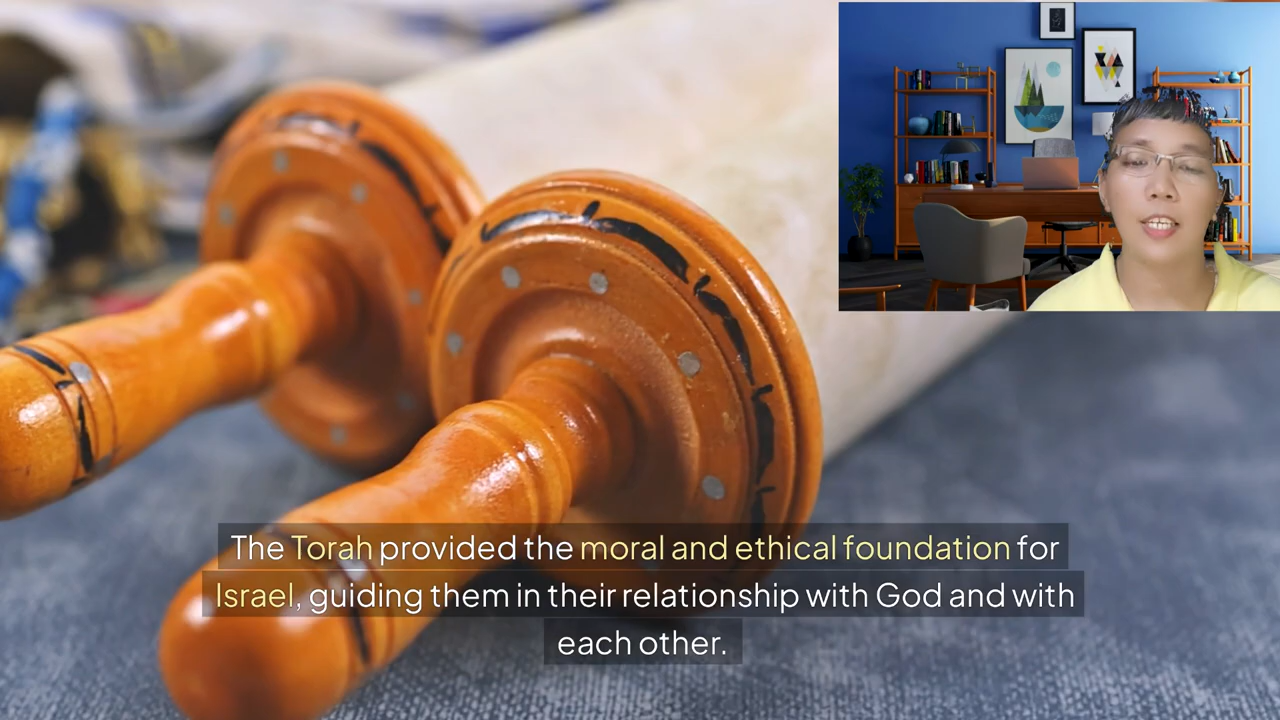 The Torah provided the moral and ethical foundation for
Israel, guiding them in their relationship with God and with
each other.